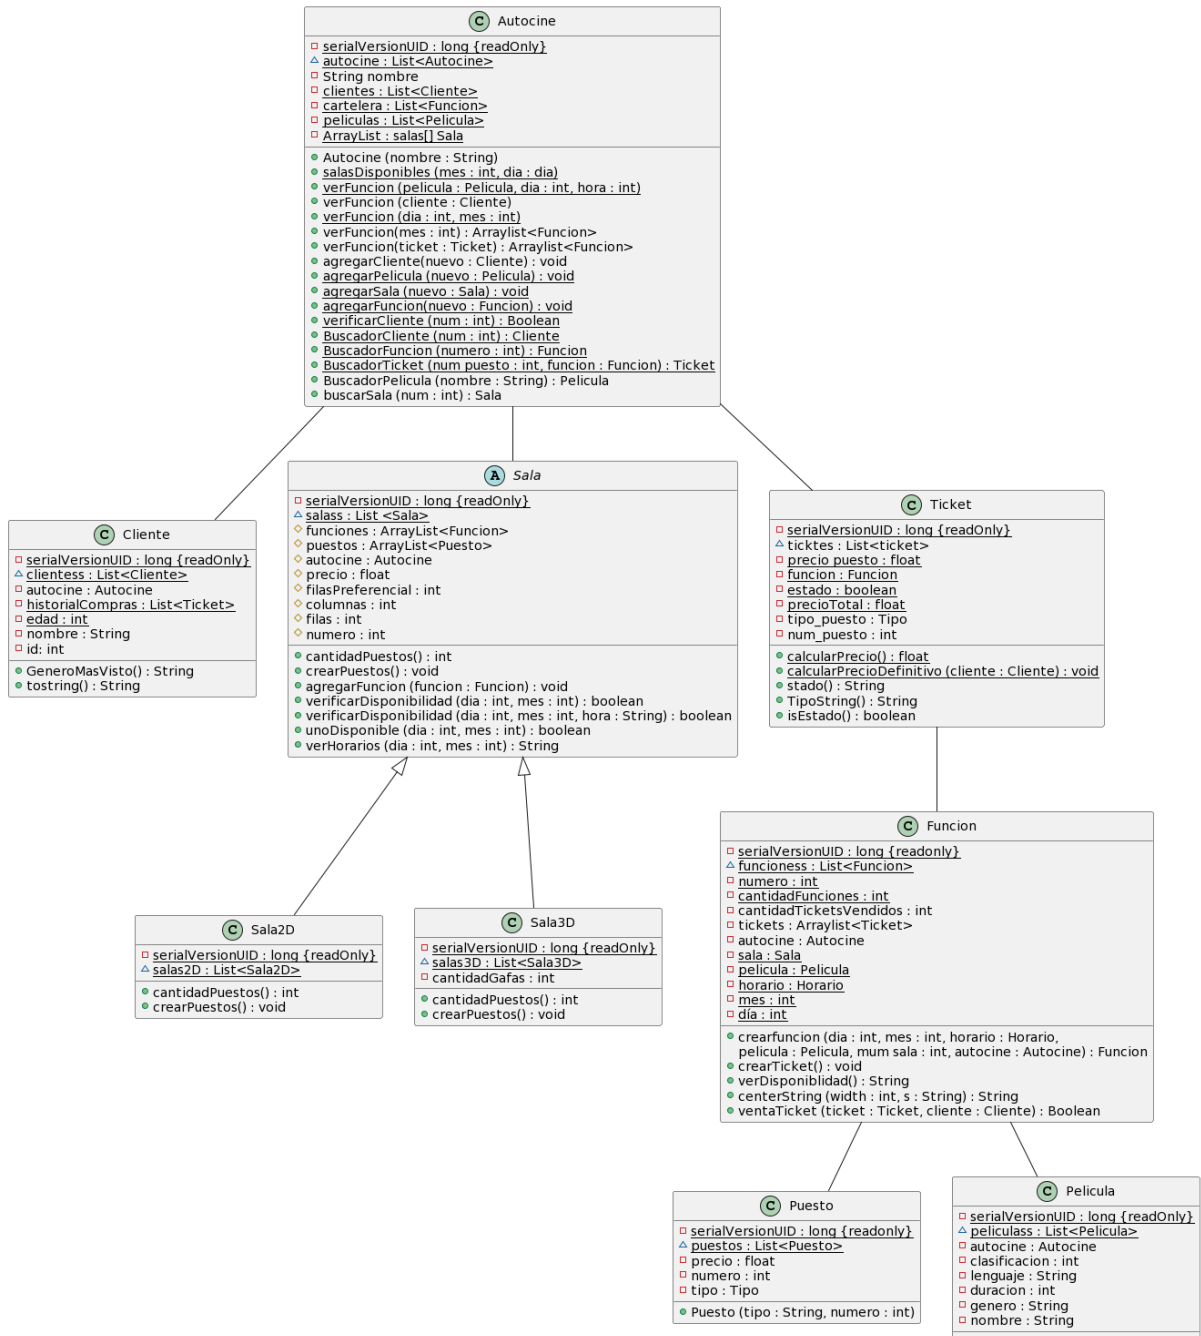 C Autocine
serialVersionUID : long {readOnly}
autocine : List<Autocine>
String nombre
clientes : List<Cliente>
cartelera : List<Funcion>
peliculas : List<Pelicula>
ArrayList : salas[] Sala
Autocine (nombre : String)
salasDisponibles (mes : int, dia : dia)
verFuncion (pelicula : Pelicula, dia : int, hora : int)
verFuncion (cliente : Cliente)
verFuncion (dia : int, mes : int)
verFuncion(mes : int) : Arraylist<Funcion>
verFuncion(ticket : Ticket) : Arraylist<Funcion>
agregarCliente(nuevo : Cliente) : void
agregarPelicula (nuevo : Pelicula) : void
agregarSala (nuevo : Sala) : void
agregarFuncion(nuevo : Funcion) : void
verificarCliente (num : int) : Boolean
BuscadorCliente (num : int) : Cliente
BuscadorFuncion (numero : int) : Funcion
BuscadorTicket (num puesto : int, funcion : Funcion) : Ticket
BuscadorPelicula (nombre : String) : Pelicula
buscarSala (num : int) : Sala
C Cliente
serialVersionUID : long {readOnly}
clientess : List<Cliente>
autocine : Autocine
historialCompras : List<Ticket>
edad : int
nombre : String
id: int
GeneroMasVisto() : String
tostring() : String
A Sala
serialVersionUID : long {readOnly}
salass : List <Sala>
funciones : ArrayList<Funcion>
puestos : ArrayList<Puesto>
autocine : Autocine
precio : float
filasPreferencial : int
columnas : int
filas : int
numero : int
cantidadPuestos() : int
crearPuestos() : void
agregarFuncion (funcion : Funcion) : void
verificarDisponibilidad (dia : int, mes : int) : boolean
verificarDisponibilidad (dia : int, mes : int, hora : String) : boolean
unoDisponible (dia : int, mes : int) : boolean
verHorarios (dia : int, mes : int) : String
C Ticket
serialVersionUID : long {readOnly}
ticktes : List<ticket>
precio puesto : float
funcion : Funcion
estado : boolean
precioTotal : float
tipo_puesto : Tipo
num_puesto : int
calcularPrecio() : float
calcularPrecioDefinitivo (cliente : Cliente) : void
stado() : String
TipoString() : String
isEstado() : boolean
C Sala2D
serialVersionUID : long {readOnly}
salas2D : List<Sala2D>
cantidadPuestos() : int
crearPuestos() : void
C Sala3D
serialVersionUID : long {readOnly}
salas3D : List<Sala3D>
cantidadGafas : int
cantidadPuestos() : int
crearPuestos() : void
C Funcion
serialVersionUID : long {readonly}
funcioness : List<Funcion>
numero : int
cantidadFunciones : int
cantidadTicketsVendidos : int
tickets : Arraylist<Ticket>
autocine : Autocine
sala : Sala
pelicula : Pelicula
horario : Horario
mes : int
día : int
crearfuncion (dia : int, mes : int, horario : Horario,
pelicula : Pelicula, mum sala : int, autocine : Autocine) : Funcion
crearTicket() : void
verDisponiblidad() : String
centerString (width : int, s : String) : String
ventaTicket (ticket : Ticket, cliente : Cliente) : Boolean
C Puesto
serialVersionUID : long {readonly}
puestos : List<Puesto>
precio : float
numero : int
tipo : Tipo
Puesto (tipo : String, numero : int)
C Pelicula
serialVersionUID : long {readOnly}
peliculass : List<Pelicula>
autocine : Autocine
clasificacion : int
lenguaje : String
duracion : int
genero : String
nombre : String